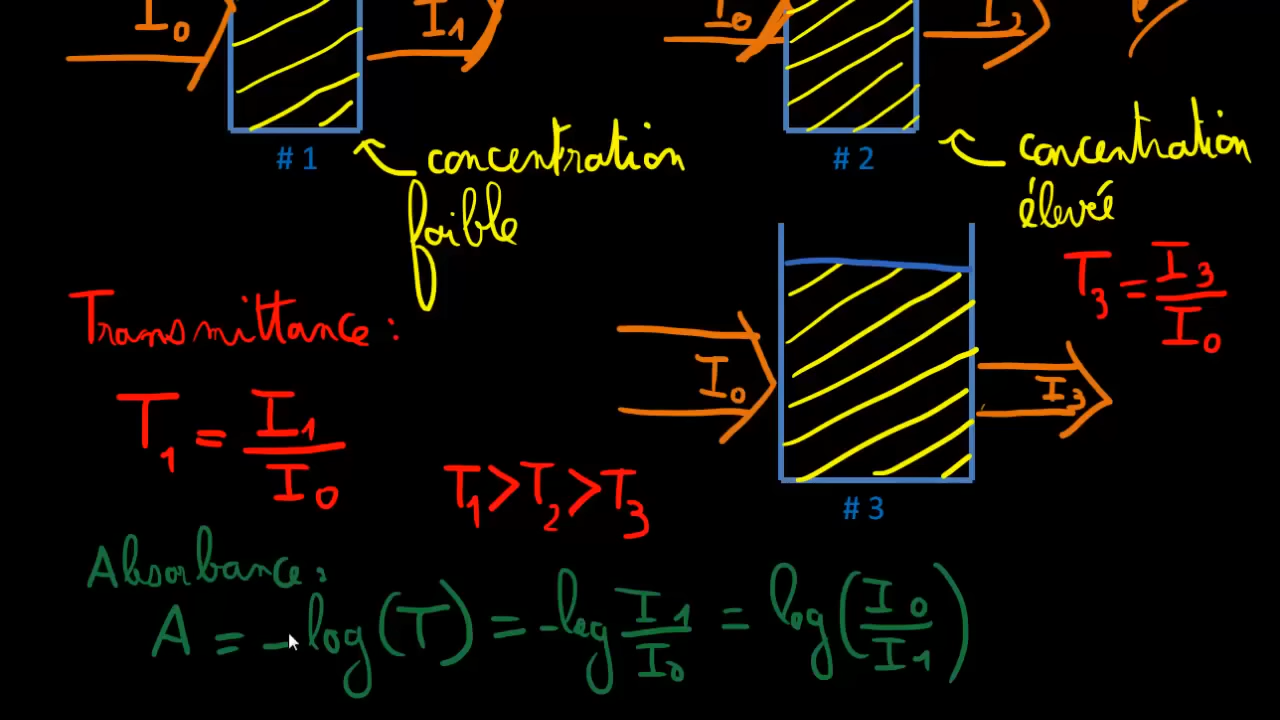 I₀ I₁ I₀ I₂
# 1 # 2
concentration
faible
concentration
élevée
Transmittance:
T₃ = I₃/I₀
I₀ I₃
T₁ = I₁/I₀
T₁ > T₂ > T₃
# 3
Absorbance:
A = -log(T) = -log I₁/I₀ = log(I₀/I₁)